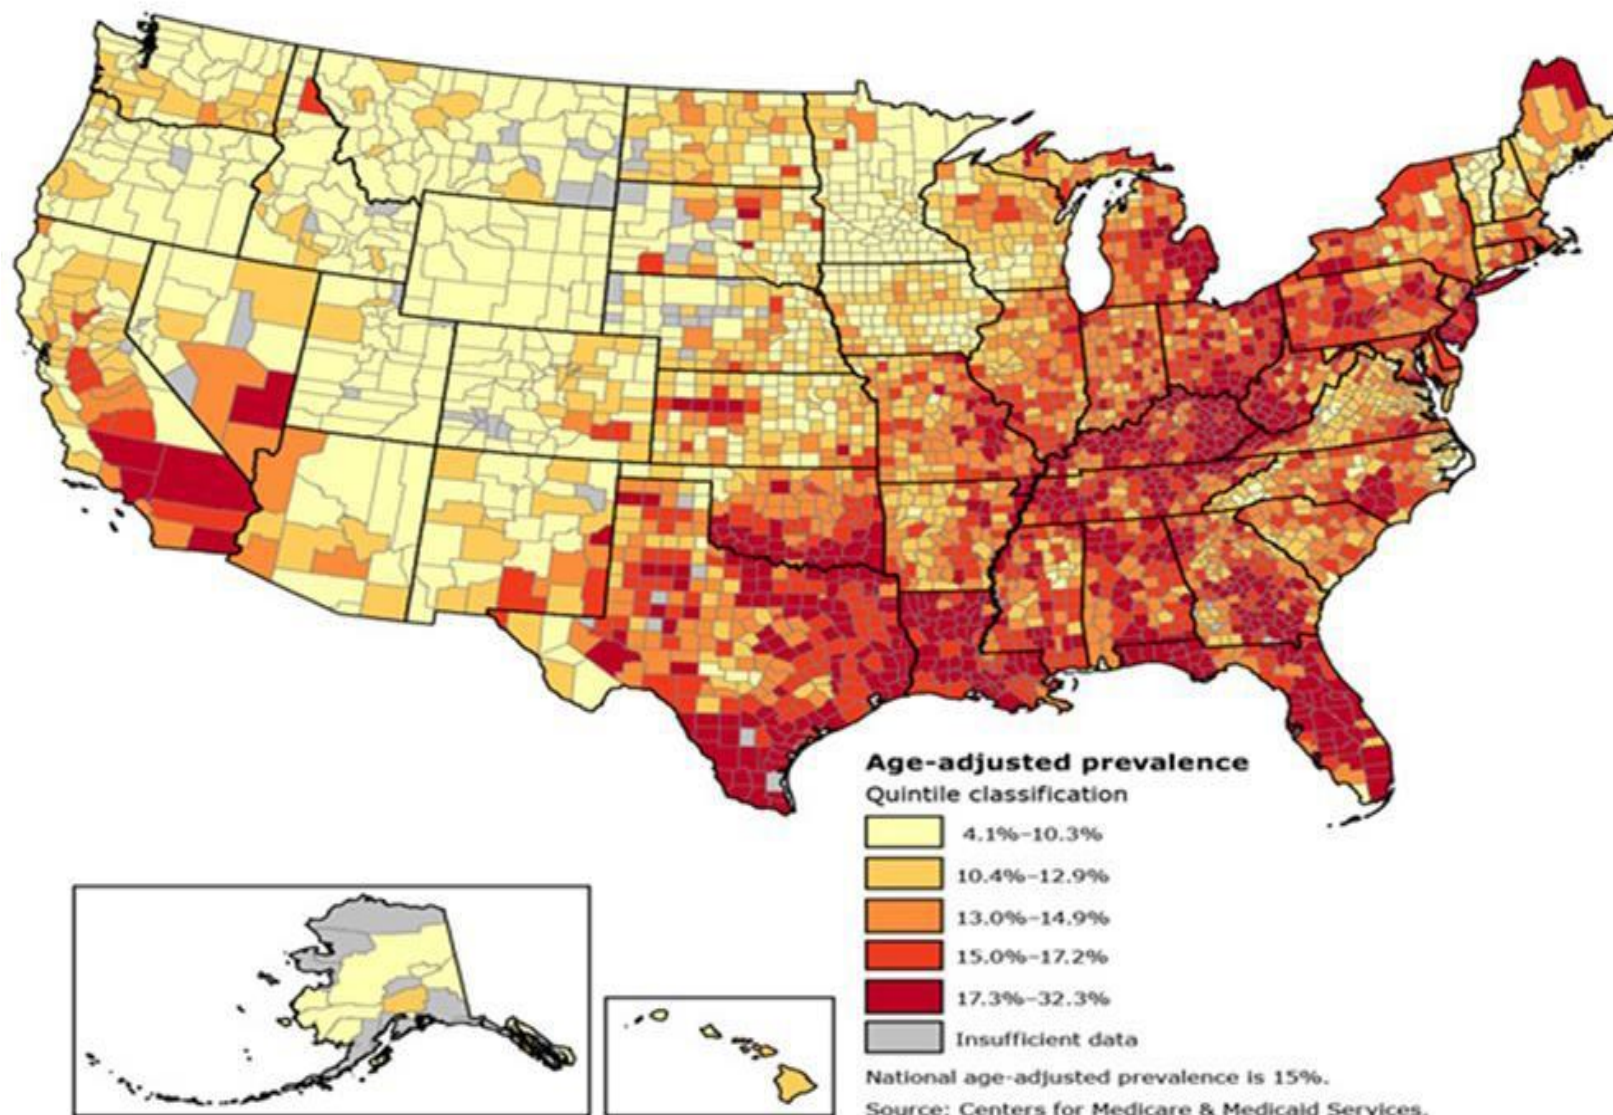 Age-adjusted prevalence
Quintile classification
4.1%–10.3%
10.4%–12.9%
13.0%–14.9%
15.0%–17.2%
17.3%–32.3%
Insufficient data
National age-adjusted prevalence is 15%.
Source: Centers for Medicare & Medicaid Services.